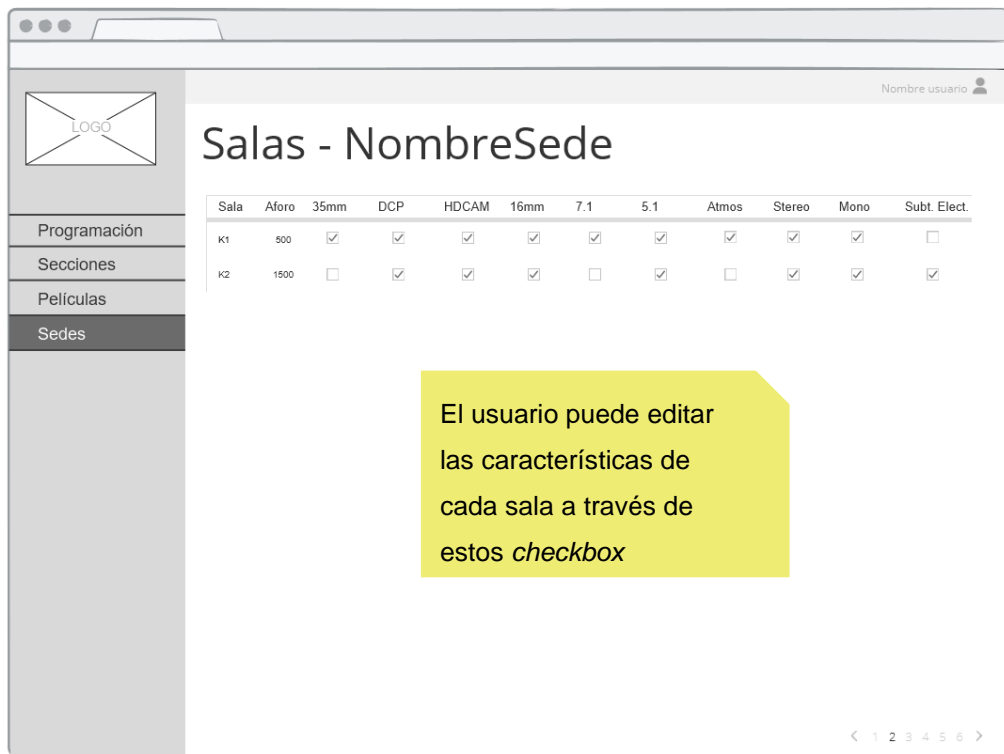 Nombre usuario
LOGO
Salas - NombreSede
Programación
Secciones
Películas
Sedes
Sala Aforo 35mm DCP HDCAM 16mm 7.1 5.1 Atmos Stereo Mono Subt. Elect.
K1 500
K2 1500
El usuario puede editar
las características de
cada sala a través de
estos checkbox
< 1 2 3 4 5 6 >